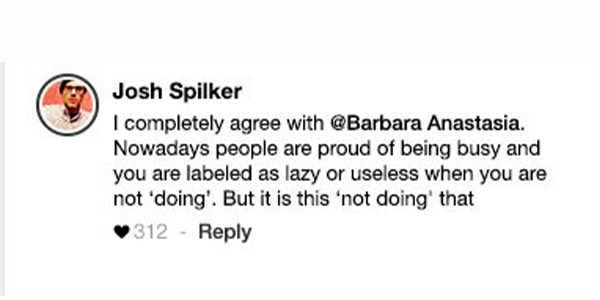 Josh Spilker
I completely agree with @Barbara Anastasia.
Nowadays people are proud of being busy and
you are labeled as lazy or useless when you are
not ‘doing’. But it is this ‘not doing' that
312 - Reply